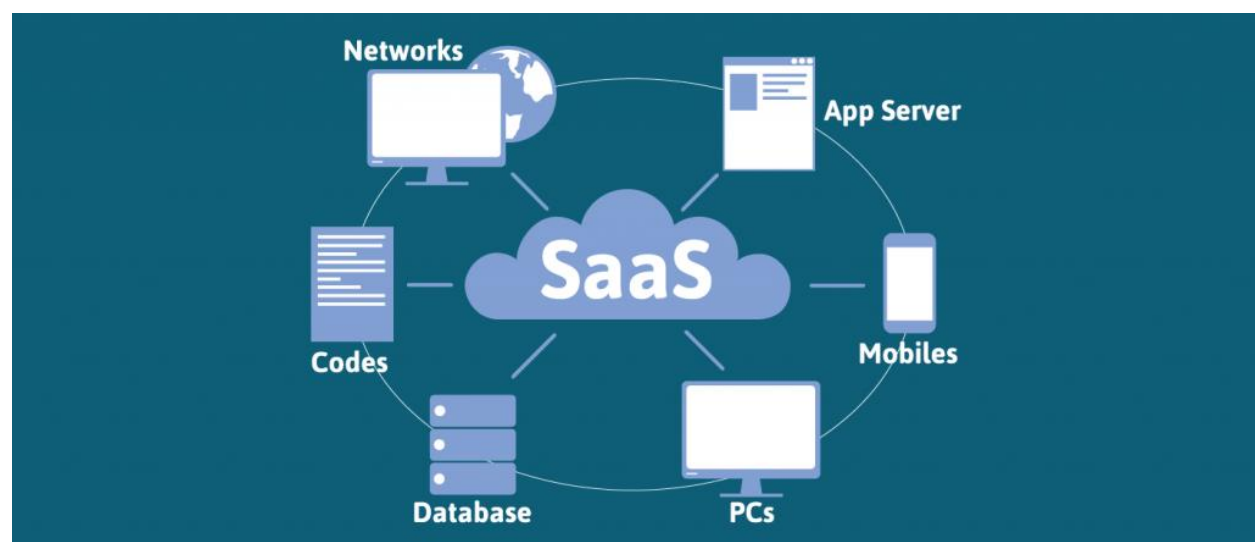 Networks
App Server
SaaS
Codes
Mobiles
Database
PCs